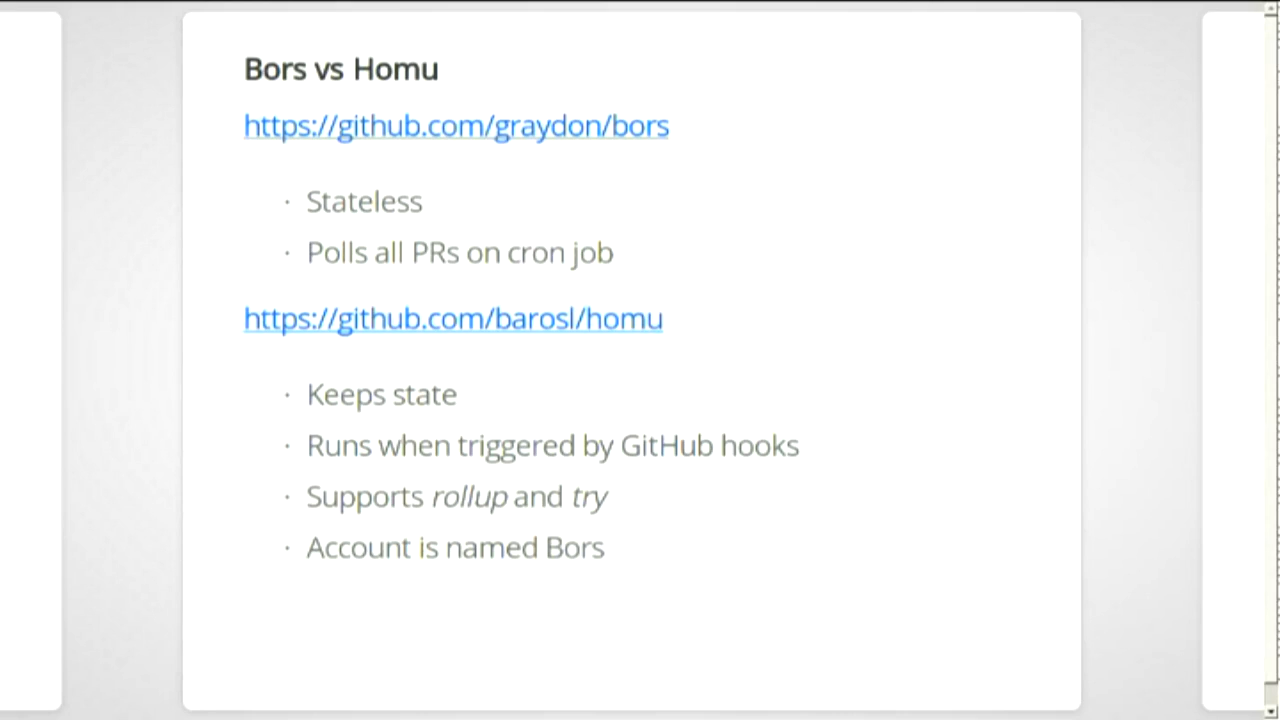 Bors vs Homu
https://github.com/graydon/bors
· Stateless
· Polls all PRs on cron job
https://github.com/barosl/homu
· Keeps state
· Runs when triggered by GitHub hooks
· Supports rollup and try
· Account is named Bors